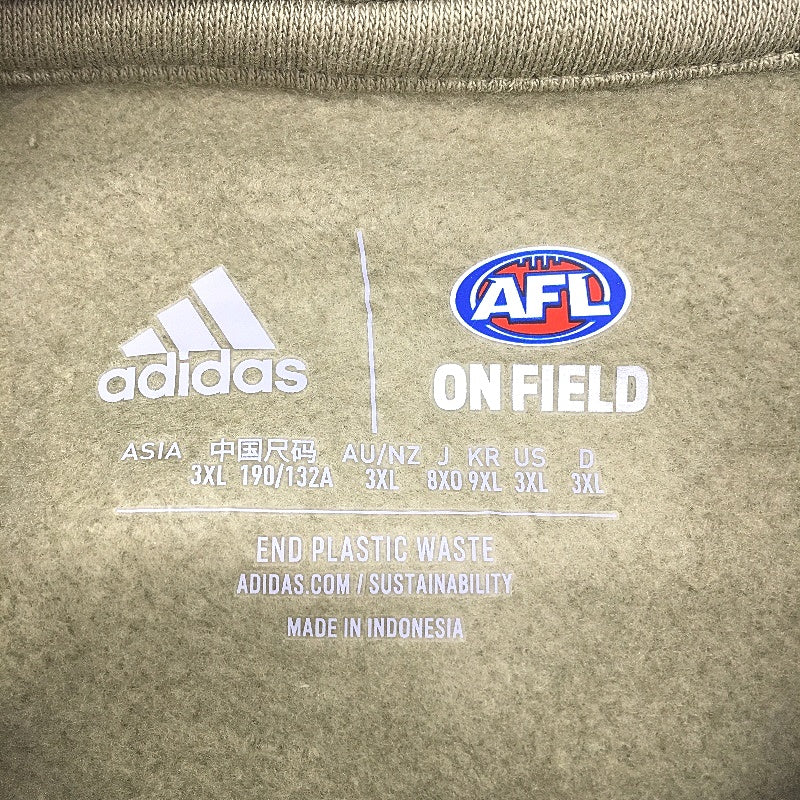 adidas
AFL
ON FIELD
ASIA 中国尺码 AU/NZ J KR US D
3XL 190/132A 3XL 8XO 9XL 3XL 3XL
END PLASTIC WASTE
ADIDAS.COM / SUSTAINABILITY
MADE IN INDONESIA